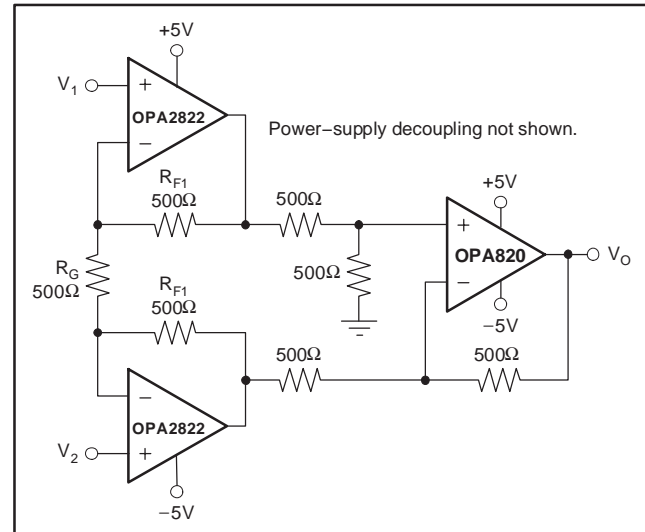 +5V
V1
+
OPA2822
−
Power−supply decoupling not shown.
RF1
500Ω
500Ω
+5V
+
OPA820
−
VO
RG
500Ω
500Ω
RF1
500Ω
−5V
500Ω
500Ω
−
OPA2822
V2
+
−5V